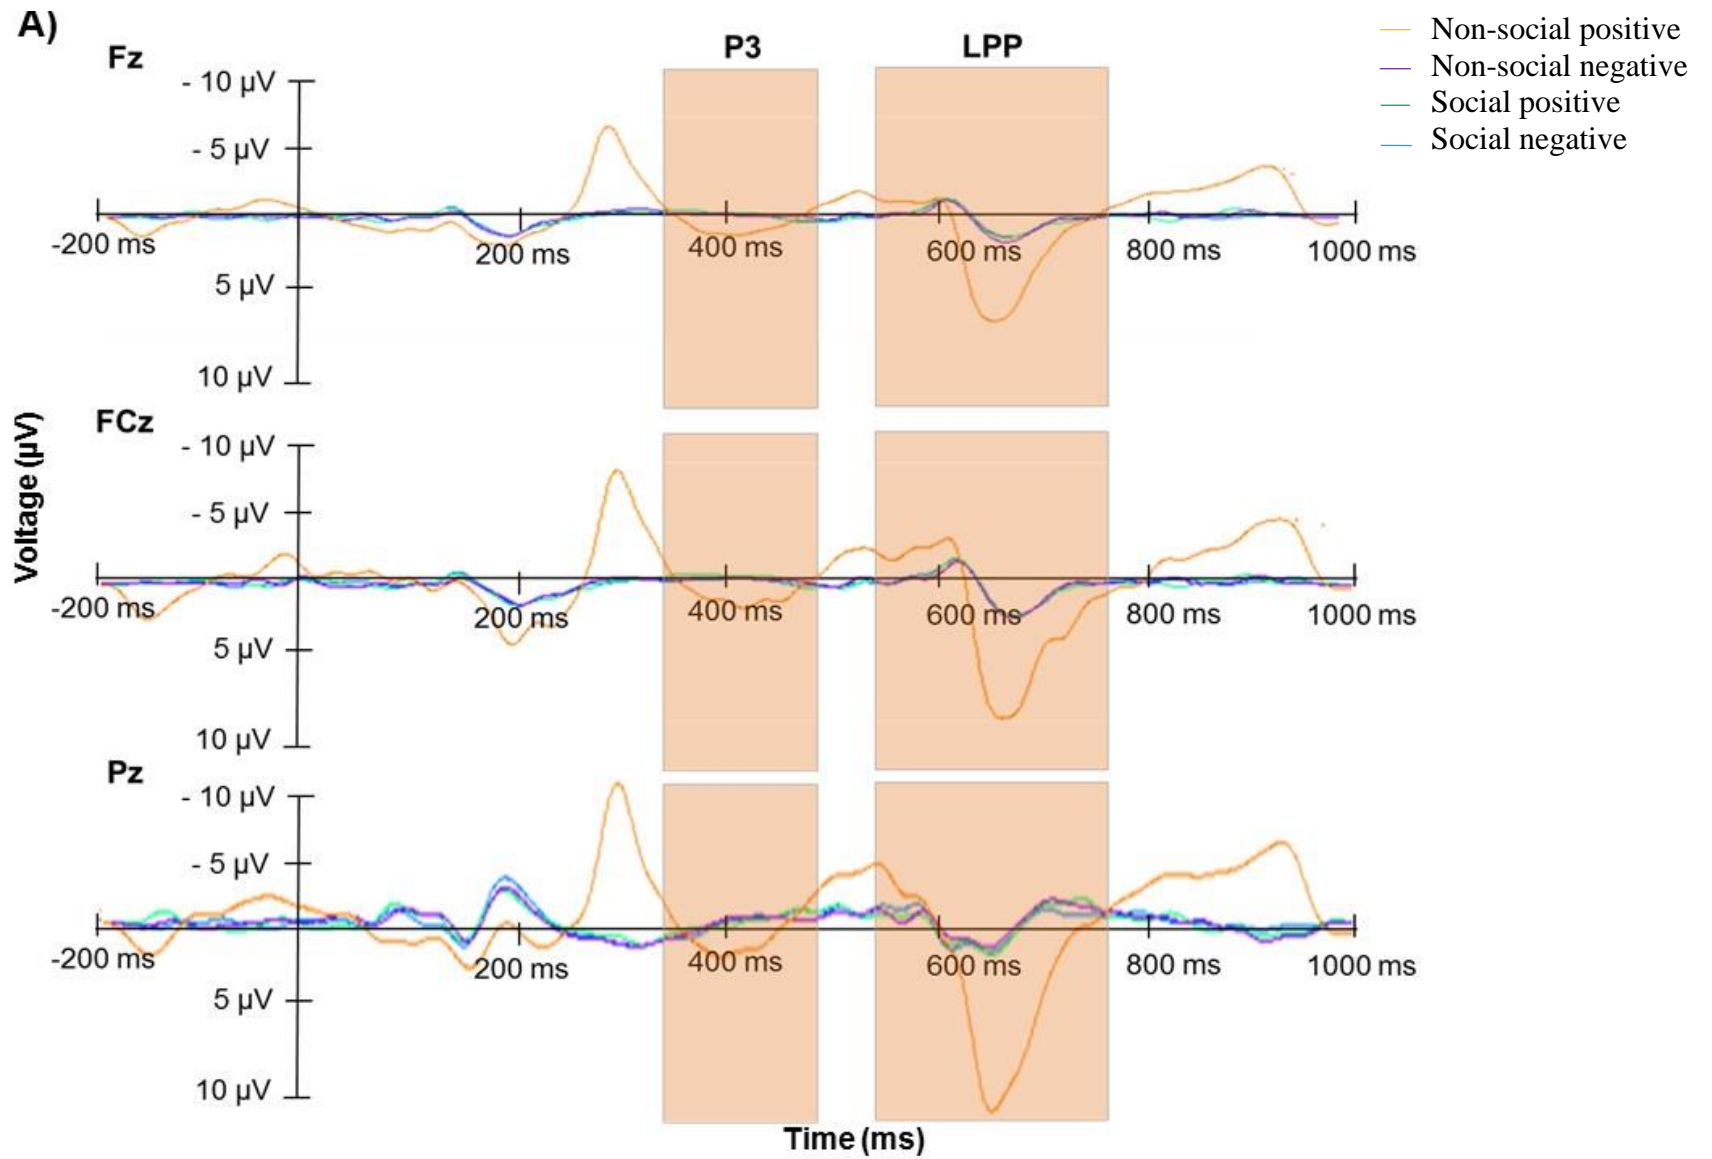 A)
Non-social positive
Non-social negative
Social positive
Social negative
P3
LPP
Fz
- 10 µV
- 5 µV
-200 ms
200 ms
400 ms
600 ms
800 ms
1000 ms
5 µV
10 µV
FCz
- 10 µV
- 5 µV
-200 ms
200 ms
400 ms
600 ms
800 ms
1000 ms
5 µV
10 µV
Voltage (µV)
Pz
- 10 µV
- 5 µV
-200 ms
200 ms
400 ms
600 ms
800 ms
1000 ms
5 µV
10 µV
Time (ms)